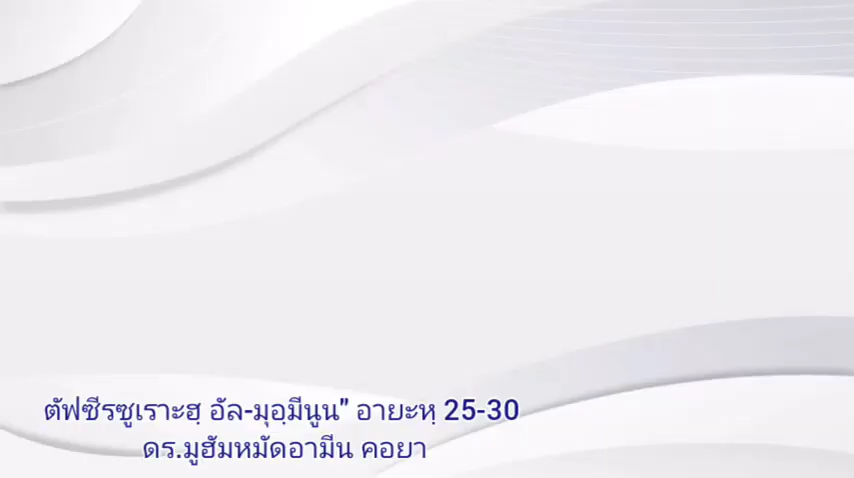 ตัฟซีรซูเราะฮฺ อัล-มุอฺมีนูน" อายะหฺ 25-30
ดร.มูฮัมหมัดอามีน คอยา